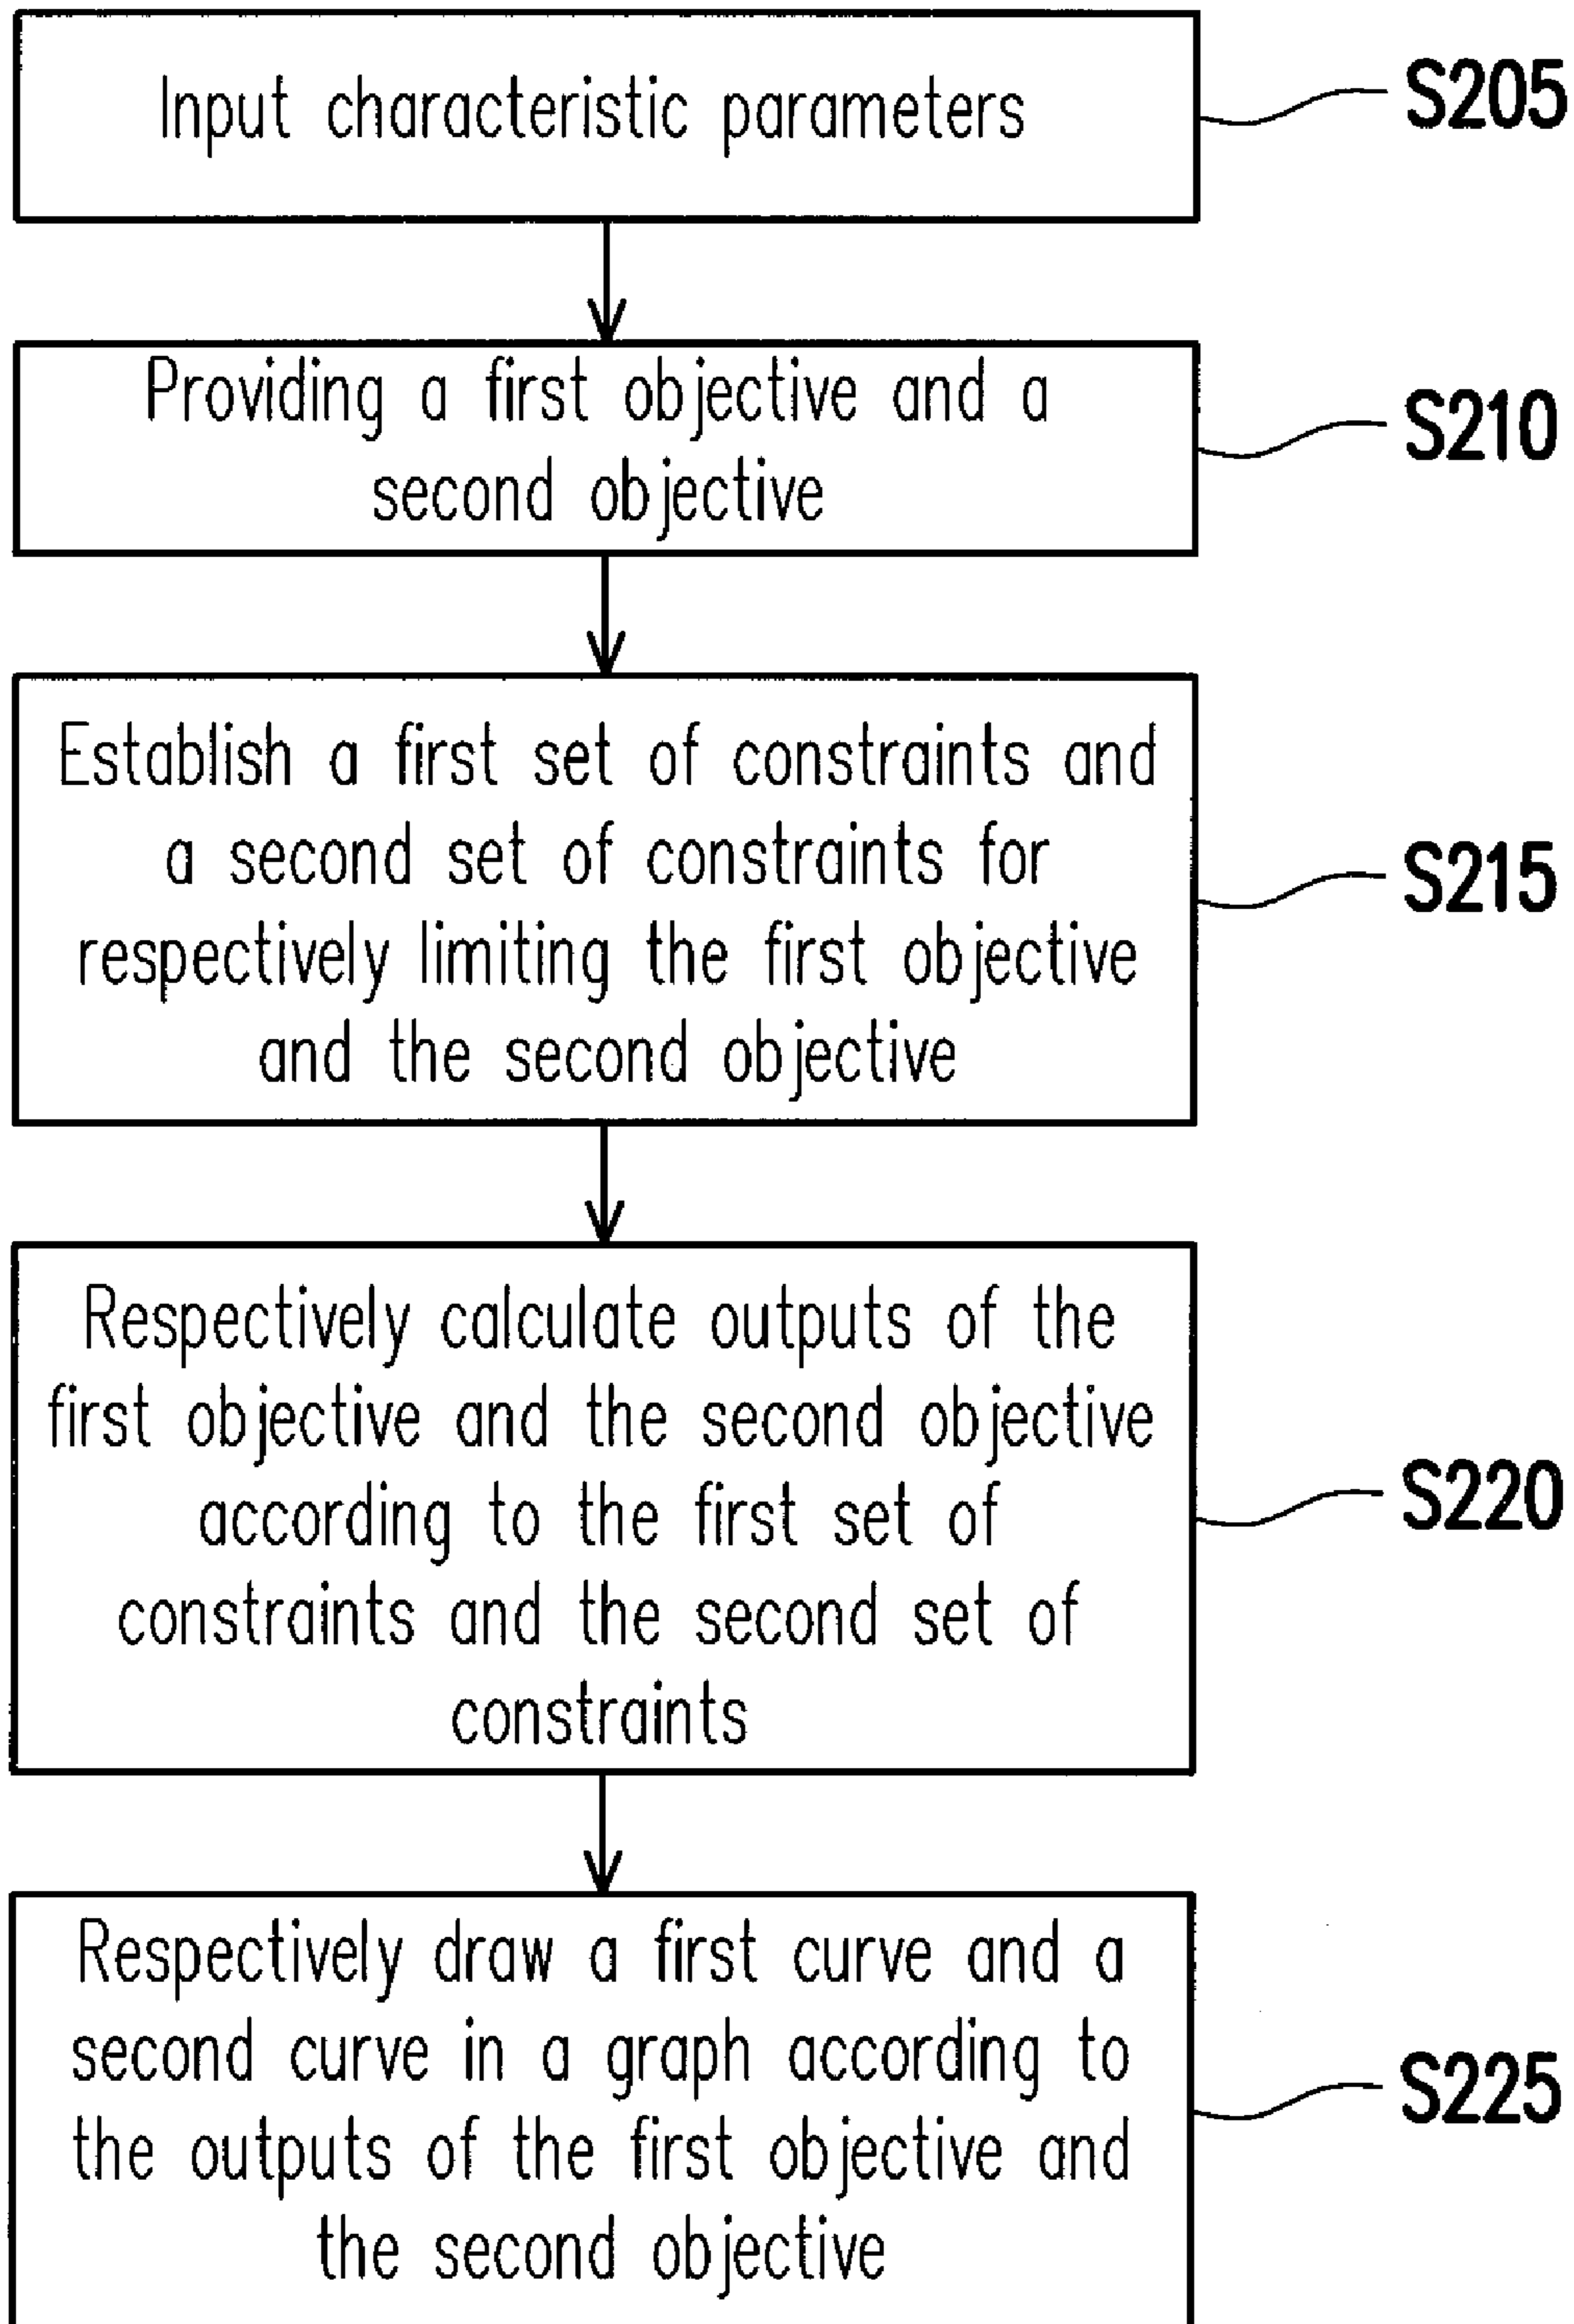 Input characteristic parameters
S205
Providing a first objective and a
second objective
S210
Establish a first set of constraints and
a second set of constraints for
respectively limiting the first objective
and the second objective
S215
Respectively calculate outputs of the
first objective and the second objective
according to the first set of
constraints and the second set of
constraints
S220
Respectively draw a first curve and a
second curve in a graph according to
the outputs of the first objective and
the second objective
S225